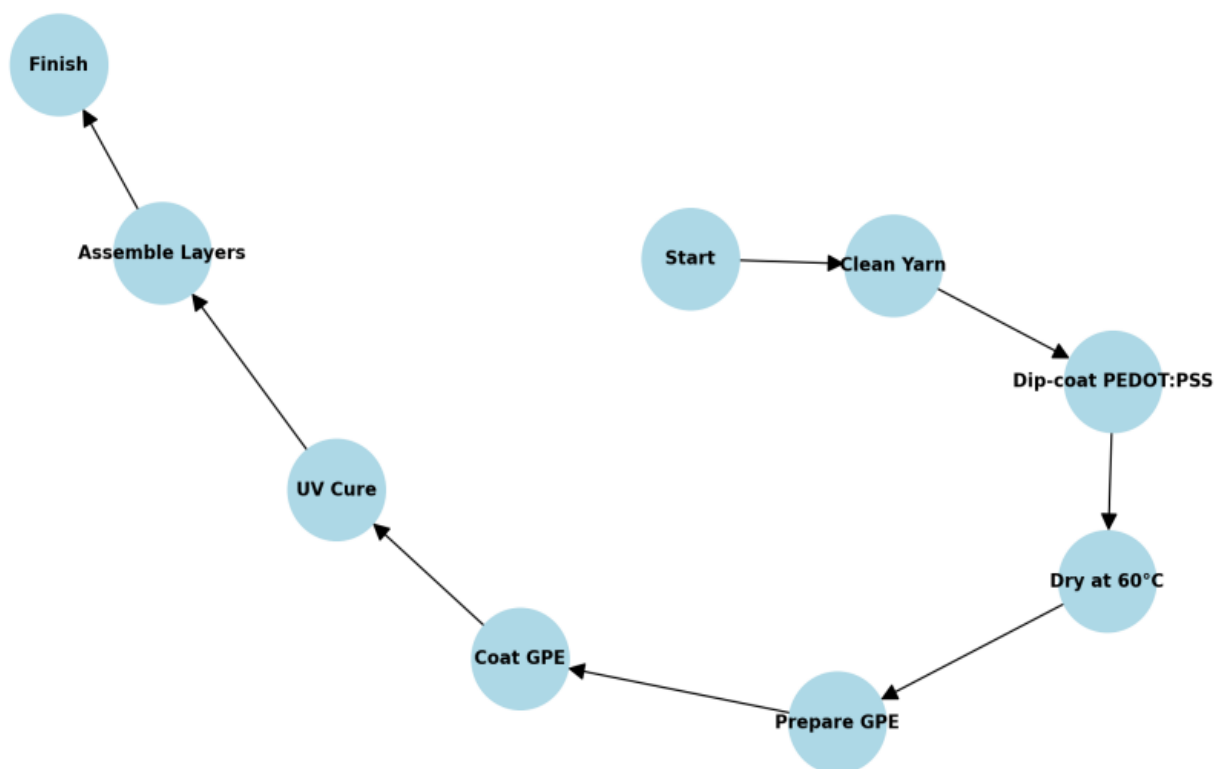 Start
Clean Yarn
Dip-coat PEDOT:PSS
Dry at 60°C
Prepare GPE
Coat GPE
UV Cure
Assemble Layers
Finish